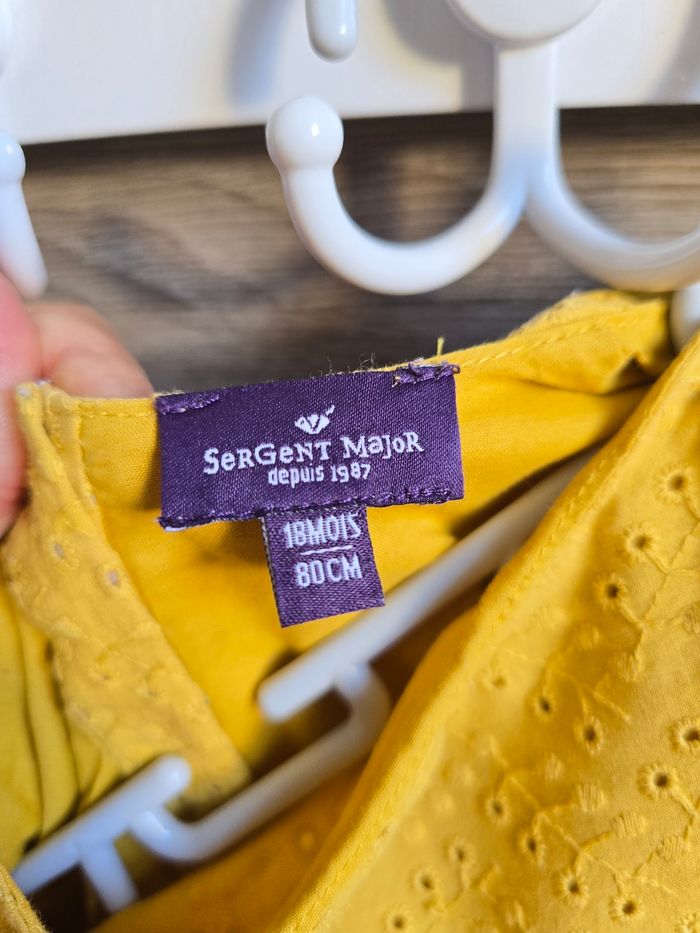 SeRGeNT MaJoR
depuis 1987
18MOIS
80CM